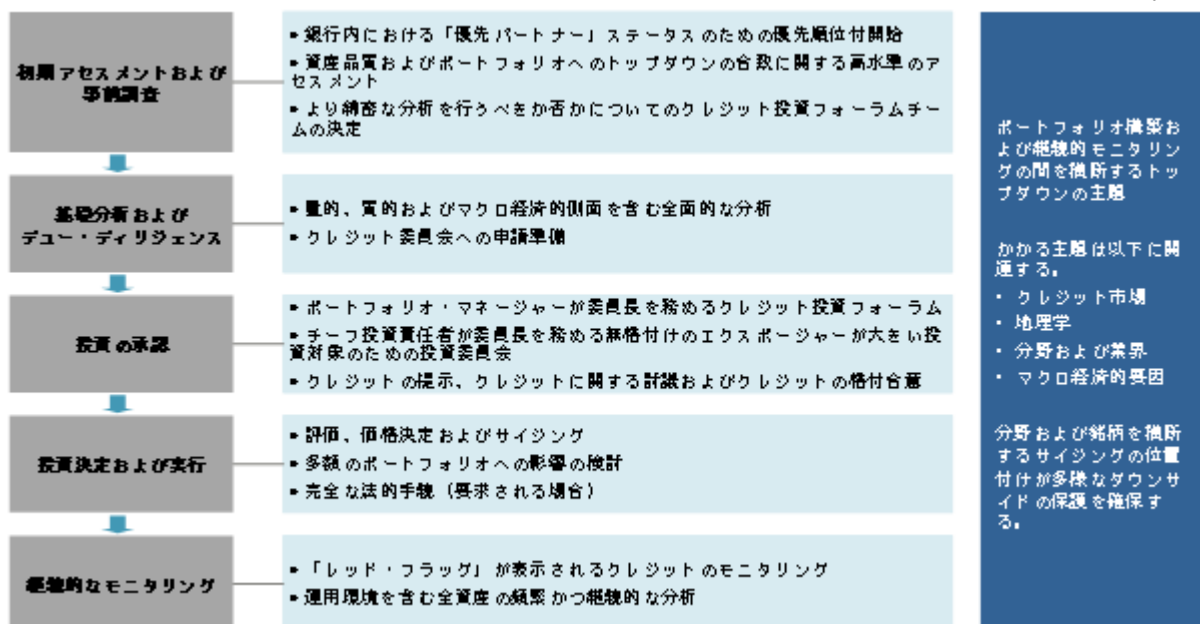 初期アセスメントおよび
事前調査
• 銀行内における「優先パートナー」ステータスのための優先順位付開始
• 資産品質およびポートフォリオへのトップダウンの合致に関する高水準のア
セスメント
• より精密な分析を行うべきか否かについてのクレジット投資フォーラムチー
ムの決定
基礎分析および
デュー・ディリジェンス
• 量的、質的およびマクロ経済的側面を含む全面的な分析
• クレジット委員会への申請準備
投資の承認
• ポートフォリオ・マネージャーが委員長を務めるクレジット投資フォーラム
• チーフ投資責任者が委員長を務める無格付けのエクスポージャーが大きい投
資対象のための投資委員会
• クレジットの提示、クレジットに関する討議およびクレジットの格付合意
投資決定および実行
• 評価、価格決定およびサイジング
• 多額のポートフォリオへの影響の検討
• 完全な法的手続（要求される場合）
継続的なモニタリング
• 「レッド・フラッグ」が表示されるクレジットのモニタリング
• 運用環境を含む全資産の頻繁かつ継続的な分析
ポートフォリオ構築お
よび継続的モニタリン
グの間を横断するトッ
プダウンの主題
かかる主題は以下に関
連する。
• クレジット市場
• 地理学
• 分野および業界
• マクロ経済的要因
分野および銘柄を横断
するサイジングの位置
付けが多様なダウンサ
イドの保護を確保す
る。